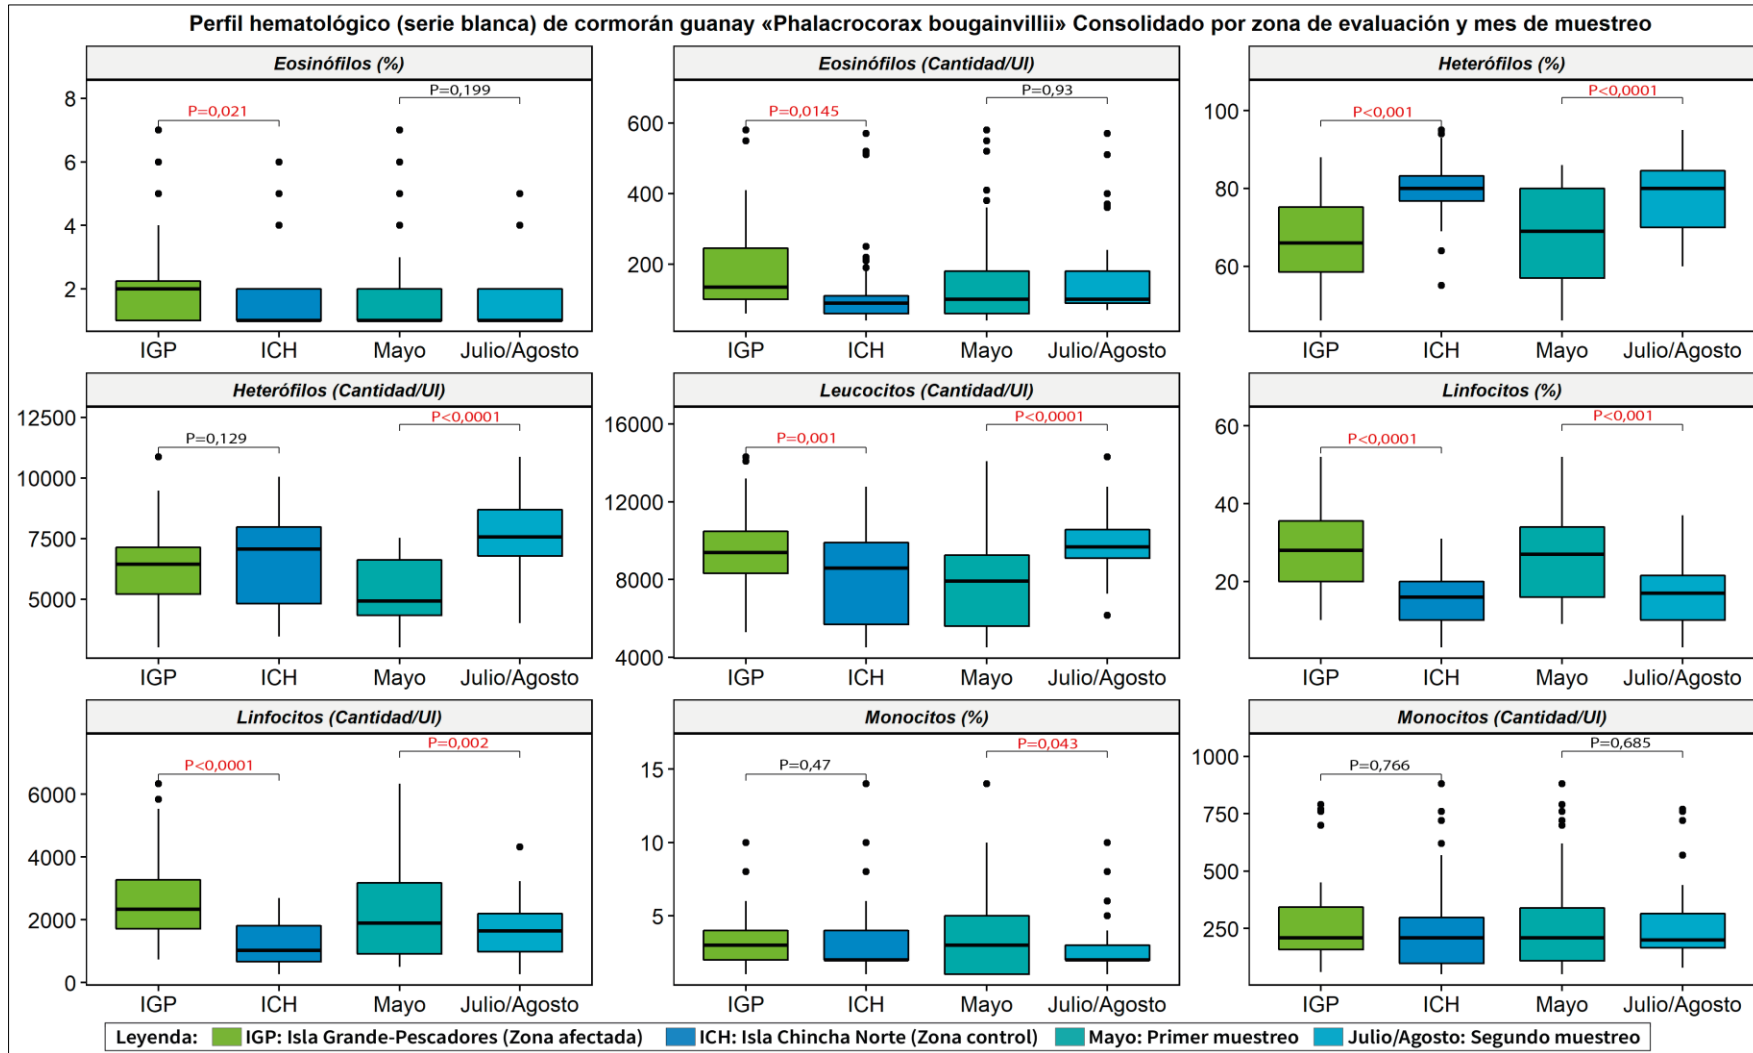 Perfil hematológico (serie blanca) de cormorán guanay «Phalacrocorax bougainvillii» Consolidado por zona de evaluación y mes de muestreo
Eosinófilos (%)
P=0,021
P=0,199
8
6
4
2
IGP ICH Mayo Julio/Agosto
Eosinófilos (Cantidad/UI)
P=0,0145
P=0,93
600
400
200
IGP ICH Mayo Julio/Agosto
Heterófilos (%)
P<0,001
P<0,0001
100
80
60
IGP ICH Mayo Julio/Agosto
Heterófilos (Cantidad/UI)
P=0,129
P<0,0001
12500
10000
7500
5000
IGP ICH Mayo Julio/Agosto
Leucocitos (Cantidad/UI)
P=0,001
P<0,0001
16000
12000
8000
4000
IGP ICH Mayo Julio/Agosto
Linfocitos (%)
P<0,0001
P<0,001
60
40
20
IGP ICH Mayo Julio/Agosto
Linfocitos (Cantidad/UI)
P<0,0001
P=0,002
6000
4000
2000
0
IGP ICH Mayo Julio/Agosto
Monocitos (%)
P=0,47
P=0,043
15
10
5
IGP ICH Mayo Julio/Agosto
Monocitos (Cantidad/UI)
P=0,766
P=0,685
1000
750
500
250
IGP ICH Mayo Julio/Agosto
Leyenda: IGP: Isla Grande-Pescadores (Zona afectada) ICH: Isla Chincha Norte (Zona control) Mayo: Primer muestreo Julio/Agosto: Segundo muestreo